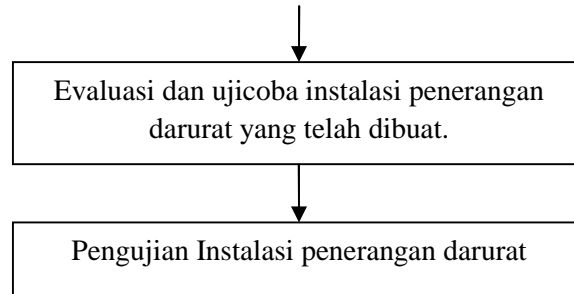 Evaluasi dan ujicoba instalasi penerangan
darurat yang telah dibuat.
Pengujian Instalasi penerangan darurat